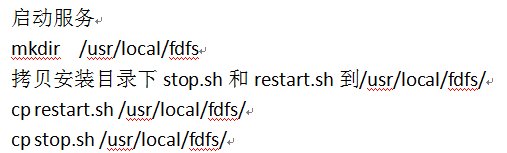 启动服务
mkdir /usr/local/fdfs
拷贝安装目录下 stop.sh 和 restart.sh 到/usr/local/fdfs/
cp restart.sh /usr/local/fdfs/
cp stop.sh /usr/local/fdfs/